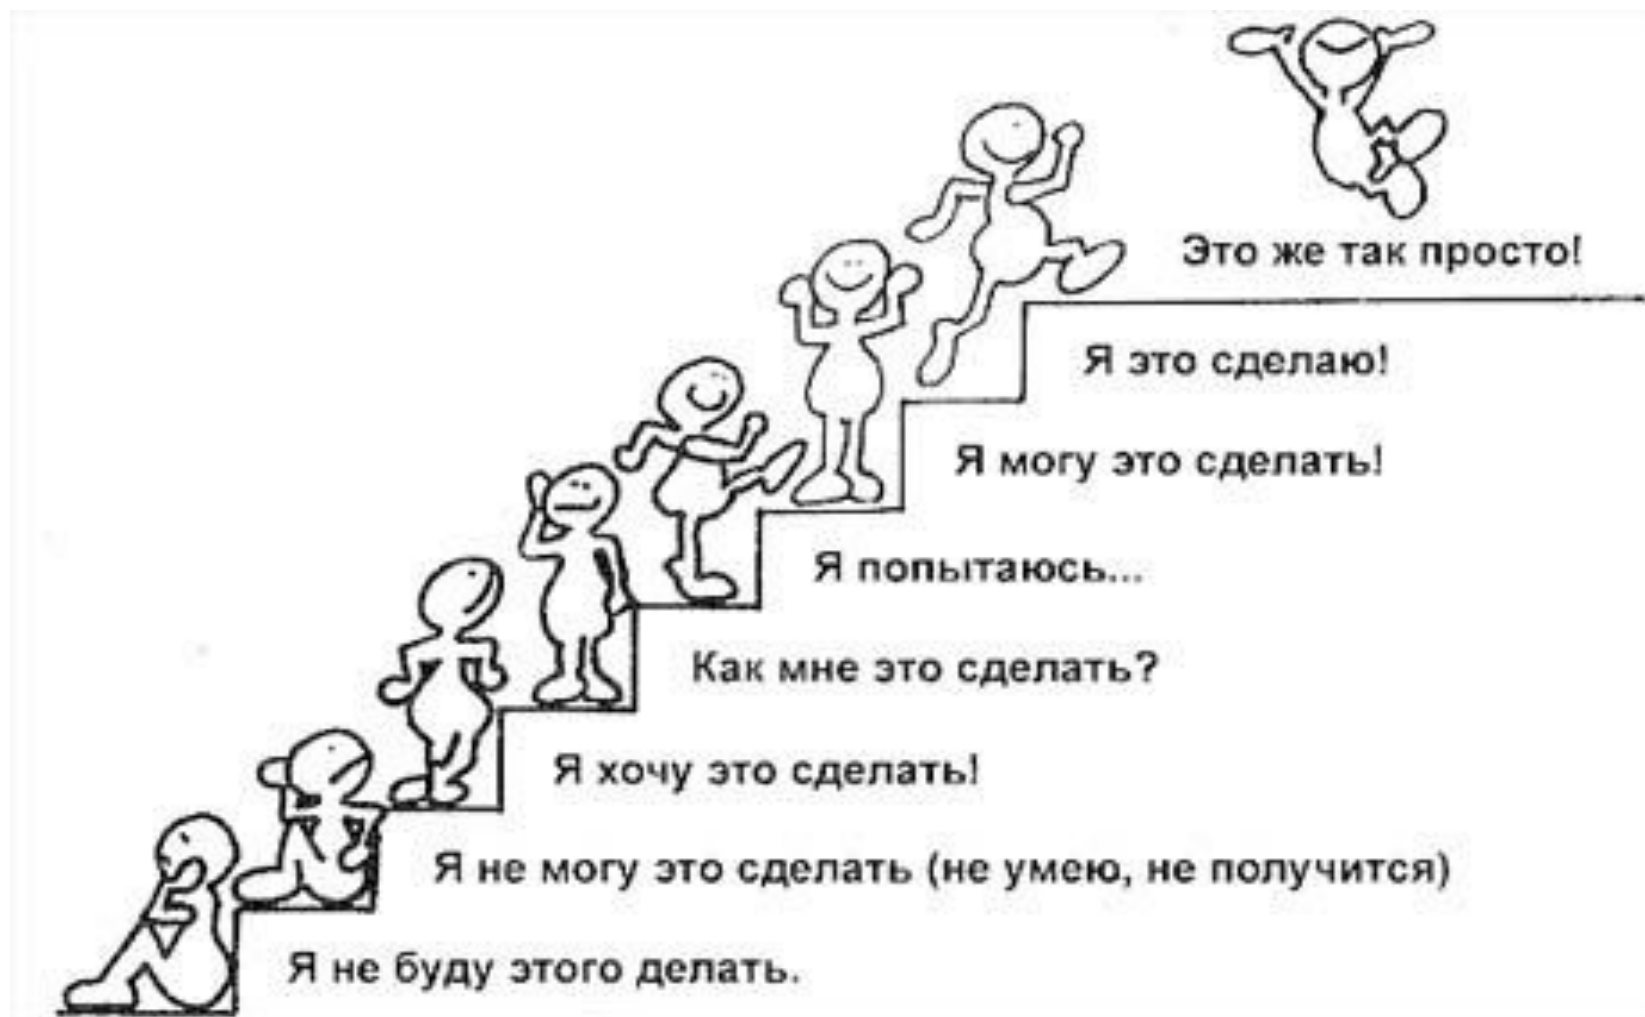 Это же так просто!
Я это сделаю!
Я могу это сделать!
Я попытаюсь...
Как мне это сделать?
Я хочу это сделать!
Я не могу это сделать (не умею, не получится)
Я не буду этого делать.